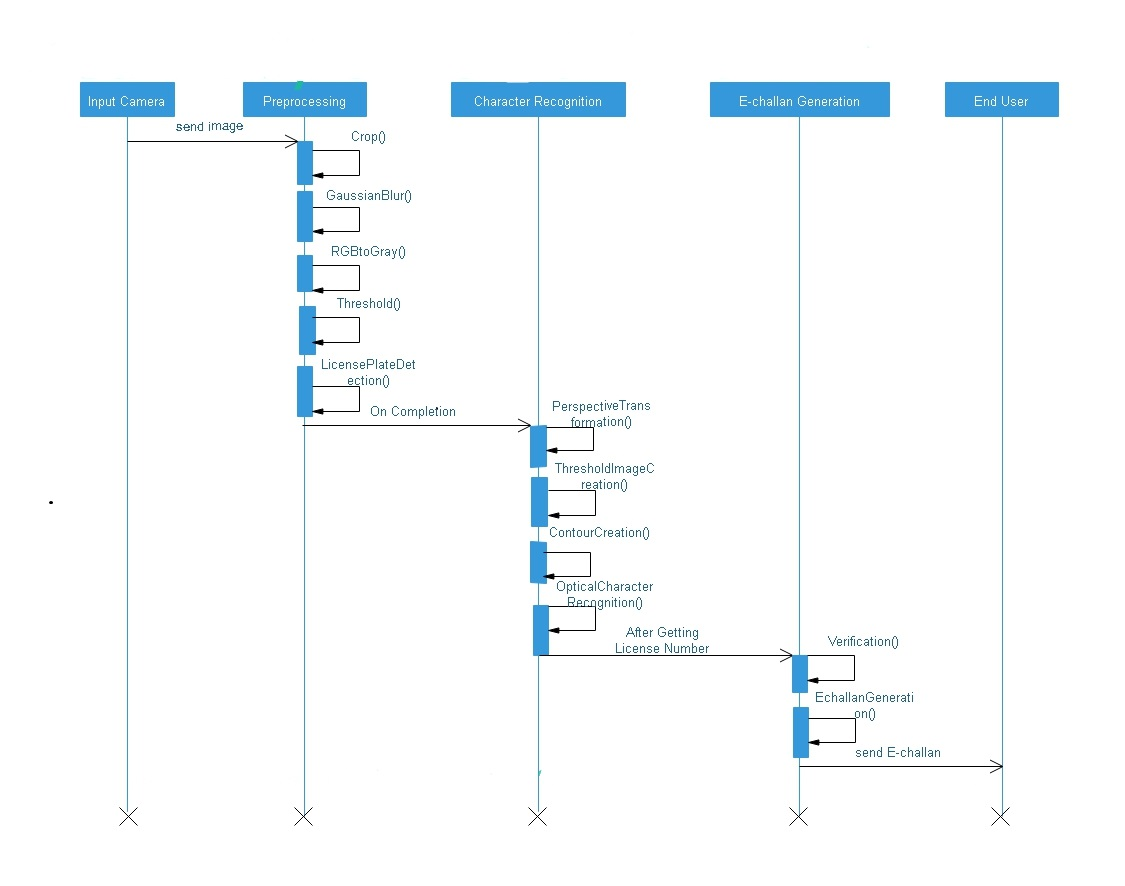 Input Camera
Preprocessing
Character Recognition
E-challan Generation
End User
send image
Crop()
GaussianBlur()
RGBtoGray()
Threshold()
LicensePlateDet
ection()
On Completion
PerspectiveTrans
formation()
ThresholdImageC
reation()
ContourCreation()
OpticalCharacter
Recognition()
After Getting
License Number
Verification()
EchallanGenerati
on()
send E-challan